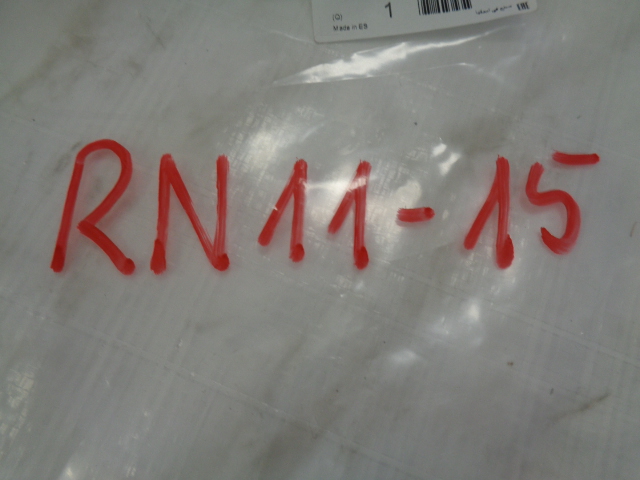 1
(Q)
Made in ES
RN11-15